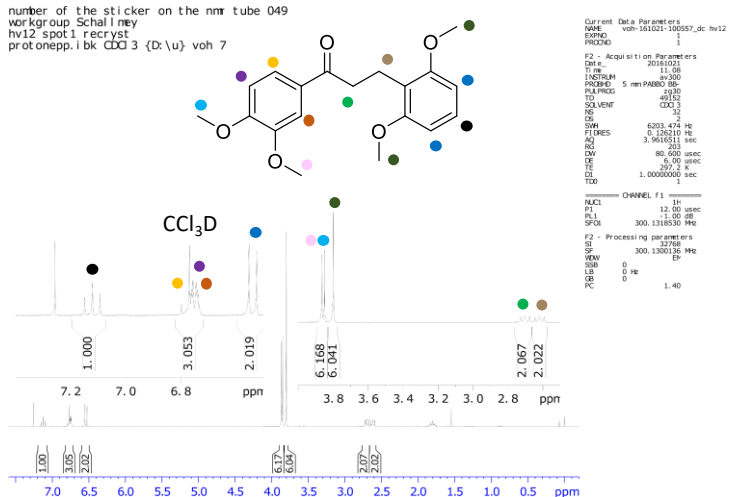 number of the sticker on the nmr tube 049
workgroup Schallmey
hv12 spot1 recryst
protonepp.ibk CDCl3 {D:\u} voh 7
Current Data Parameters
NAME voh-161021-100557_dc hv12
EXPNO 1
PROCNO 1
F2 - Acquisition Parameters
Date_ 20161021
Time 11.08
INSTRUM av300
PROBHD 5 mm PABBO BB-
PULPROG zg30
TD 49152
SOLVENT CDCl3
NS 32
DS 2
SWH 6203.474 Hz
FIDRES 0.126210 Hz
AQ 3.9616511 sec
RG 203
DW 80.600 usec
DE 6.00 usec
TE 297.2 K
D1 1.00000000 sec
TD0 1
======== CHANNEL f1 ========
NUC1 1H
P1 12.00 usec
PL1 -1.00 dB
SFO1 300.1318530 MHz
F2 - Processing parameters
SI 32768
SF 300.1300136 MHz
WDW EM
SSB 0
LB 0 Hz
GB 0
PC 1.40
O
O
O
O
O
CCl3D
1.000
3.053
2.019
6.168
6.041
2.067
2.022
7.2 7.0 6.8 ppm
3.8 3.6 3.4 3.2 3.0 2.8 ppm
1.00
3.05
2.02
6.17
6.04
2.07
2.02
7.0 6.5 6.0 5.5 5.0 4.5 4.0 3.5 3.0 2.5 2.0 1.5 1.0 0.5 ppm